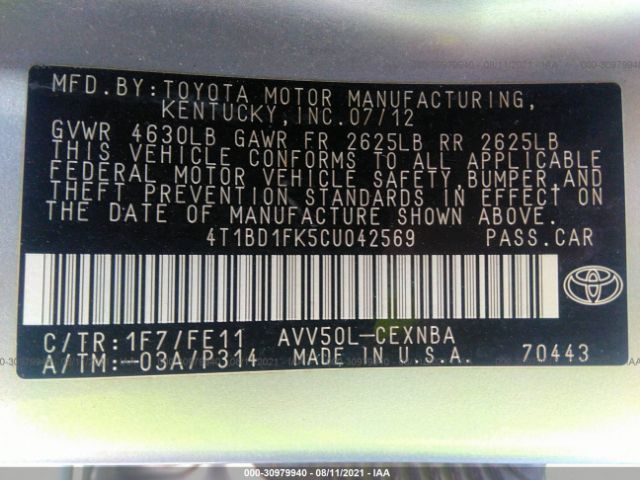 MFD. BY: TOYOTA MOTOR MANUFACTURING,
KENTUCKY, INC. 07/12
GVWR 4630LB GAWR FR 2625LB RR 2625LB
THIS VEHICLE CONFORMS TO ALL APPLICABLE
FEDERAL MOTOR VEHICLE SAFETY, BUMPER, AND
THEFT PREVENTION STANDARDS IN EFFECT ON
THE DATE OF MANUFACTURE SHOWN ABOVE.
4T1BD1FK5CU042569 PASS. CAR
C/TR: 1F7/FE11 AVV50L-CEXNBA
A/TM: -03A/P314 MADE IN U.S.A. 70443
000-30979940 - 08/11/2021 - IAA